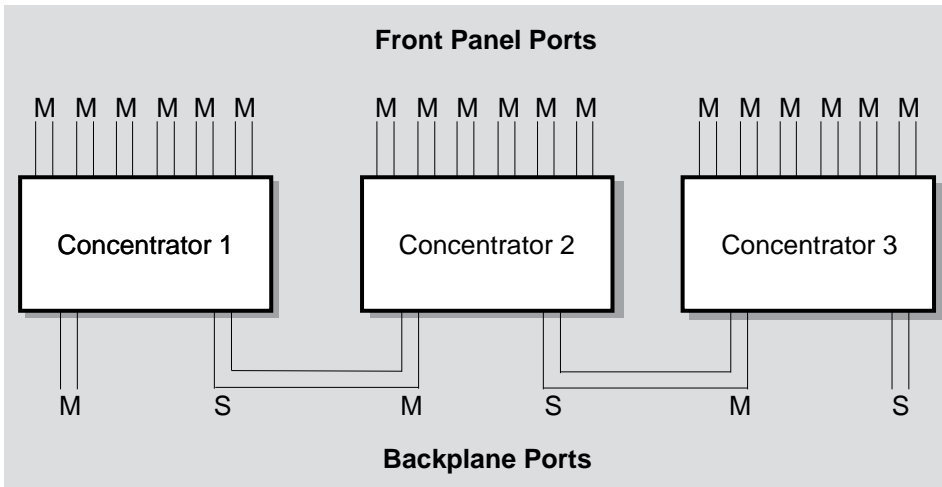 Front Panel Ports
M M M M M M M M M M M M M M M M M M
Concentrator 1 Concentrator 2 Concentrator 3
M S M S M S
Backplane Ports